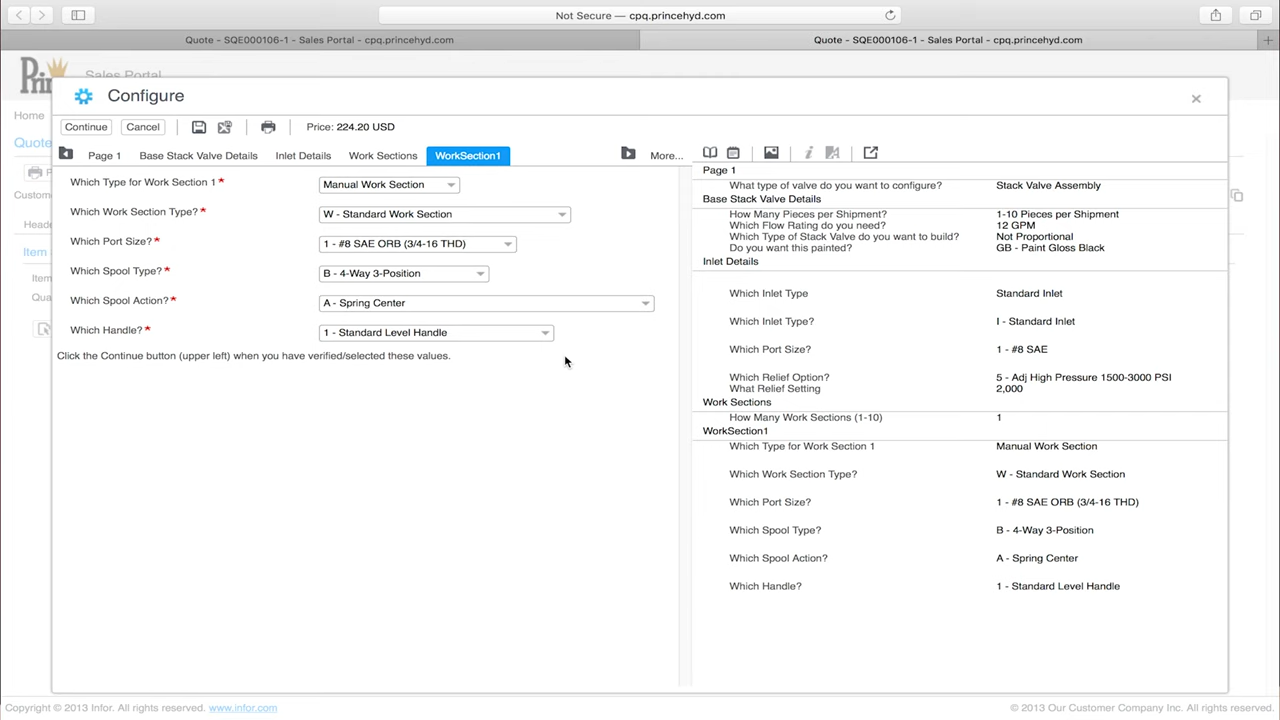 Not Secure — cpq.princehyd.com
Quote - SQE000106-1 - Sales Portal - cpq.princehyd.com
Quote - SQE000106-1 - Sales Portal - cpq.princehyd.com
Sales Portal
Configure
Home
Continue Cancel Price: 224.20 USD
Quote
Page 1 Base Stack Valve Details Inlet Details Work Sections WorkSection1 More...
Which Type for Work Section 1 * Manual Work Section
Which Work Section Type? * W - Standard Work Section
Which Port Size? * 1 - #8 SAE ORB (3/4-16 THD)
Which Spool Type? * B - 4-Way 3-Position
Which Spool Action? * A - Spring Center
Which Handle? * 1 - Standard Level Handle
Click the Continue button (upper left) when you have verified/selected these values.
Page 1
What type of valve do you want to configure? Stack Valve Assembly
Base Stack Valve Details
How Many Pieces per Shipment? 1-10 Pieces per Shipment
Which Flow Rating do you need? 12 GPM
Which Type of Stack Valve do you want to build? Not Proportional
Do you want this painted? GB - Paint Gloss Black
Inlet Details
Which Inlet Type Standard Inlet
Which Inlet Type? I - Standard Inlet
Which Port Size? 1 - #8 SAE
Which Relief Option? 5 - Adj High Pressure 1500-3000 PSI
What Relief Setting 2,000
Work Sections
How Many Work Sections (1-10) 1
WorkSection1
Which Type for Work Section 1 Manual Work Section
Which Work Section Type? W - Standard Work Section
Which Port Size? 1 - #8 SAE ORB (3/4-16 THD)
Which Spool Type? B - 4-Way 3-Position
Which Spool Action? A - Spring Center
Which Handle? 1 - Standard Level Handle
Custom
Heade
Item
Item
Qua
Copyright © 2013 Infor. All rights reserved. www.infor.com
© 2013 Our Customer Company Inc. All rights reserved.